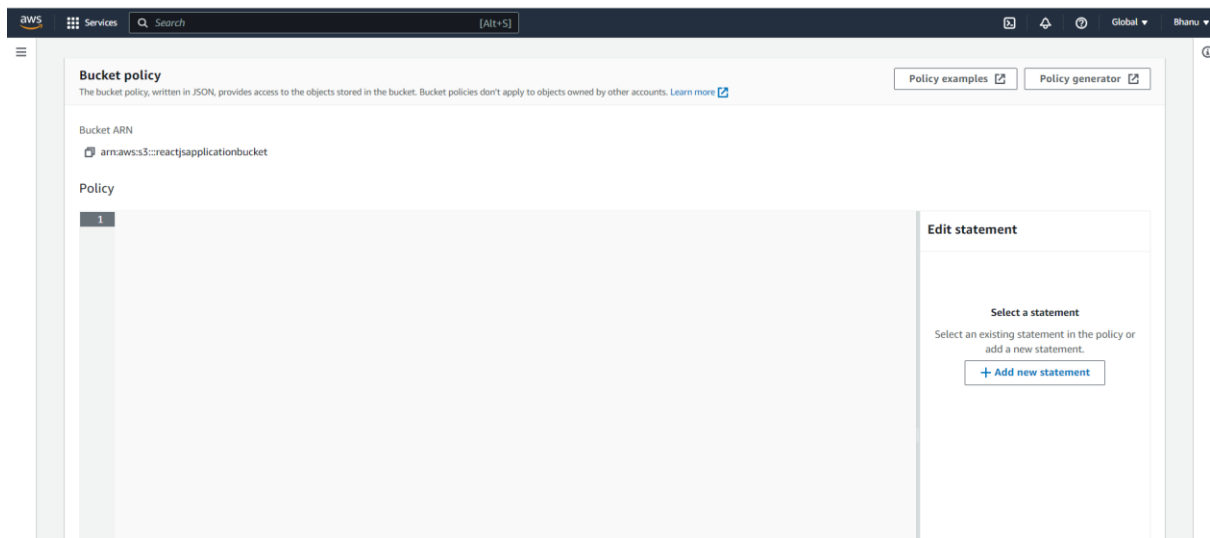 aws Services Search [Alt+S] Global Bhanu
Bucket policy
Policy examples Policy generator
The bucket policy, written in JSON, provides access to the objects stored in the bucket. Bucket policies don't apply to objects owned by other accounts. Learn more
Bucket ARN
arn:aws:s3:::reactjsapplicationbucket
Policy
1
Edit statement
Select a statement
Select an existing statement in the policy or
add a new statement.
+ Add new statement